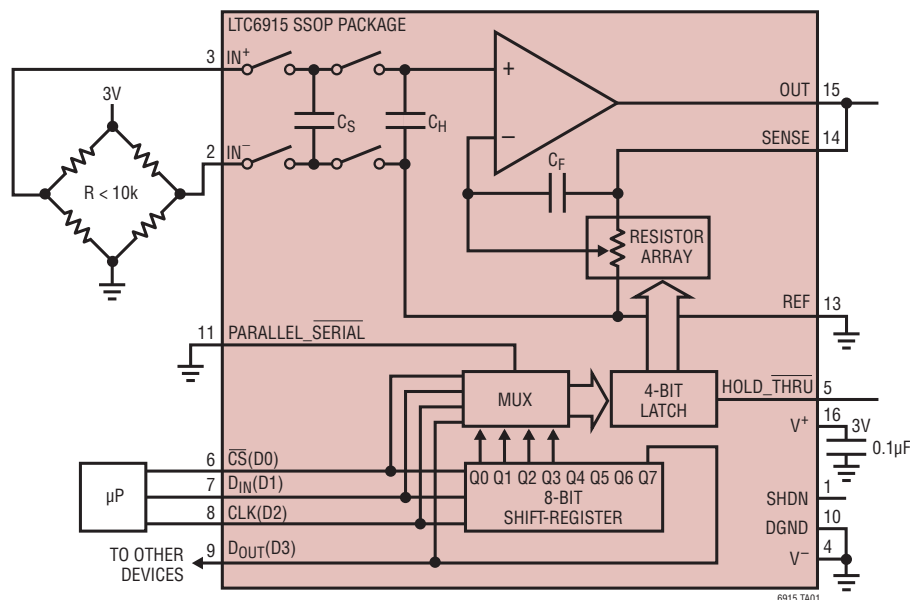 LTC6915 SSOP PACKAGE
3 IN+
3V
2 IN–
R < 10k
CS
CH
+
–
CF
OUT 15
SENSE 14
RESISTOR
ARRAY
REF 13
11 PARALLEL_SERIAL
MUX
4-BIT
LATCH
HOLD_THRU 5
V+ 16
3V
0.1µF
µP
6 CS(D0)
7 DIN(D1)
8 CLK(D2)
9 DOUT(D3)
TO OTHER
DEVICES
Q0 Q1 Q2 Q3 Q4 Q5 Q6 Q7
8-BIT
SHIFT-REGISTER
SHDN 1
DGND 10
V– 4
6915 TA01